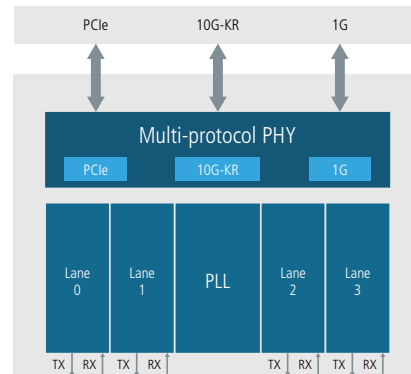 PCIe 10G-KR 1G
Multi-protocol PHY
PCIe 10G-KR 1G
Lane 0 Lane 1 PLL Lane 2 Lane 3
TX RX TX RX TX RX TX RX